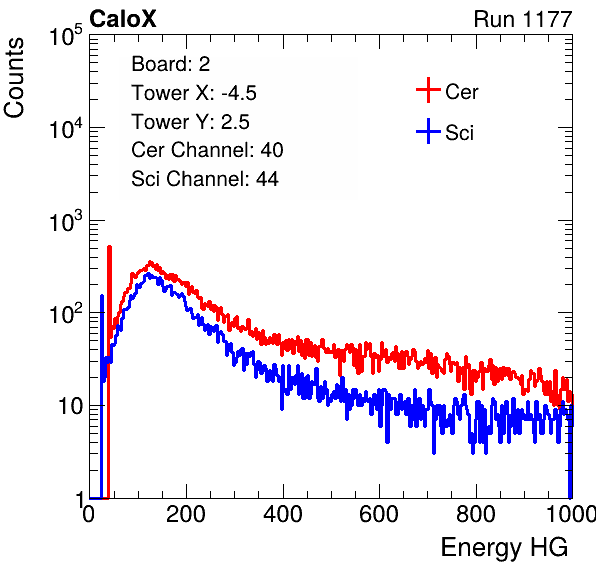 CaloX Run 1177
Counts
10^5
10^4
10^3
10^2
10
1
Board: 2
Tower X: -4.5
Tower Y: 2.5
Cer Channel: 40
Sci Channel: 44
Cer
Sci
0 200 400 600 800 1000
Energy HG